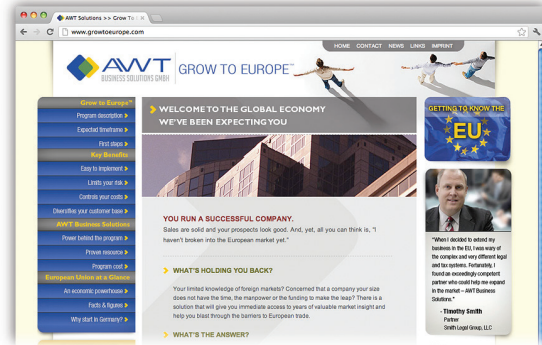 AWT Solutions >> Grow To
www.growtoeurope.com
HOME CONTACT NEWS LINKS IMPRINT
AWT
BUSINESS SOLUTIONS GMBH
GROW TO EUROPE™
Grow to Europe™
Program description
Expected timeframe
First steps
Key Benefits
Easy to implement
Limits your risk
Controls your costs
Diversifies your customer base
AWT Business Solutions
Power behind the program
Proven resource
Program cost
European Union at a Glance
An economic powerhouse
Facts & figures
Why start in Germany?
WELCOME TO THE GLOBAL ECONOMY
WE'VE BEEN EXPECTING YOU
YOU RUN A SUCCESSFUL COMPANY.
Sales are solid and your prospects look good. And, yet, all you can think is, "I
haven't broken into the European market yet."
WHAT'S HOLDING YOU BACK?
Your limited knowledge of foreign markets? Concerned that a company your size
does not have the time, the manpower or the funding to make the leap? There is a
solution that will give you immediate access to years of valuable market insight and
help you blast through the barriers to European trade.
WHAT'S THE ANSWER?
GETTING TO KNOW THE
EU
"When I decided to extend my
business in the EU, I was wary of
the complex and very different legal
and tax systems. Fortunately, I
found an exceedingly competent
partner who could help me expand
in the market – AWT Business
Solutions."
- Timothy Smith
Partner
Smith Legal Group, LLC